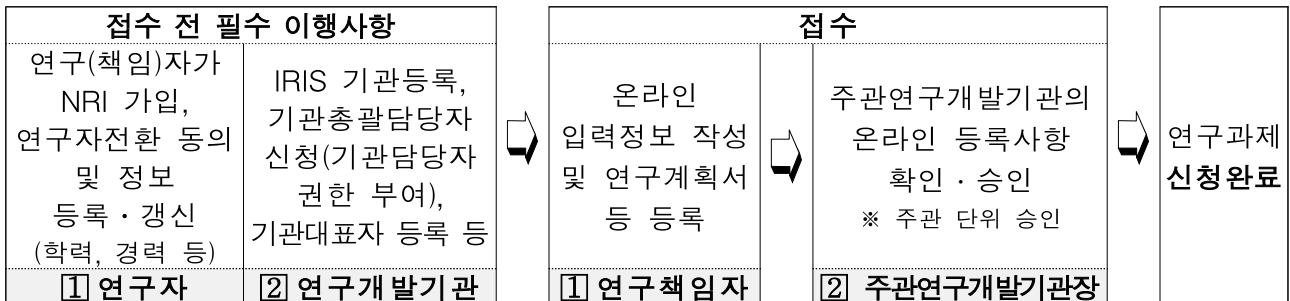 접수 전 필수 이행사항
연구(책임)자가
NRI 가입,
연구자전환 동의
및 정보
등록·갱신
(학력, 경력 등)
1 연구자
IRIS 기관등록,
기관총괄담당자
신청(기관담당자
권한 부여),
기관대표자 등록 등
2 연구개발기관
접수
온라인
입력정보 작성
및 연구계획서
등 등록
1 연구책임자
주관연구개발기관의
온라인 등록사항
확인·승인
※ 주관 단위 승인
2 주관연구개발기관장
연구과제
신청완료